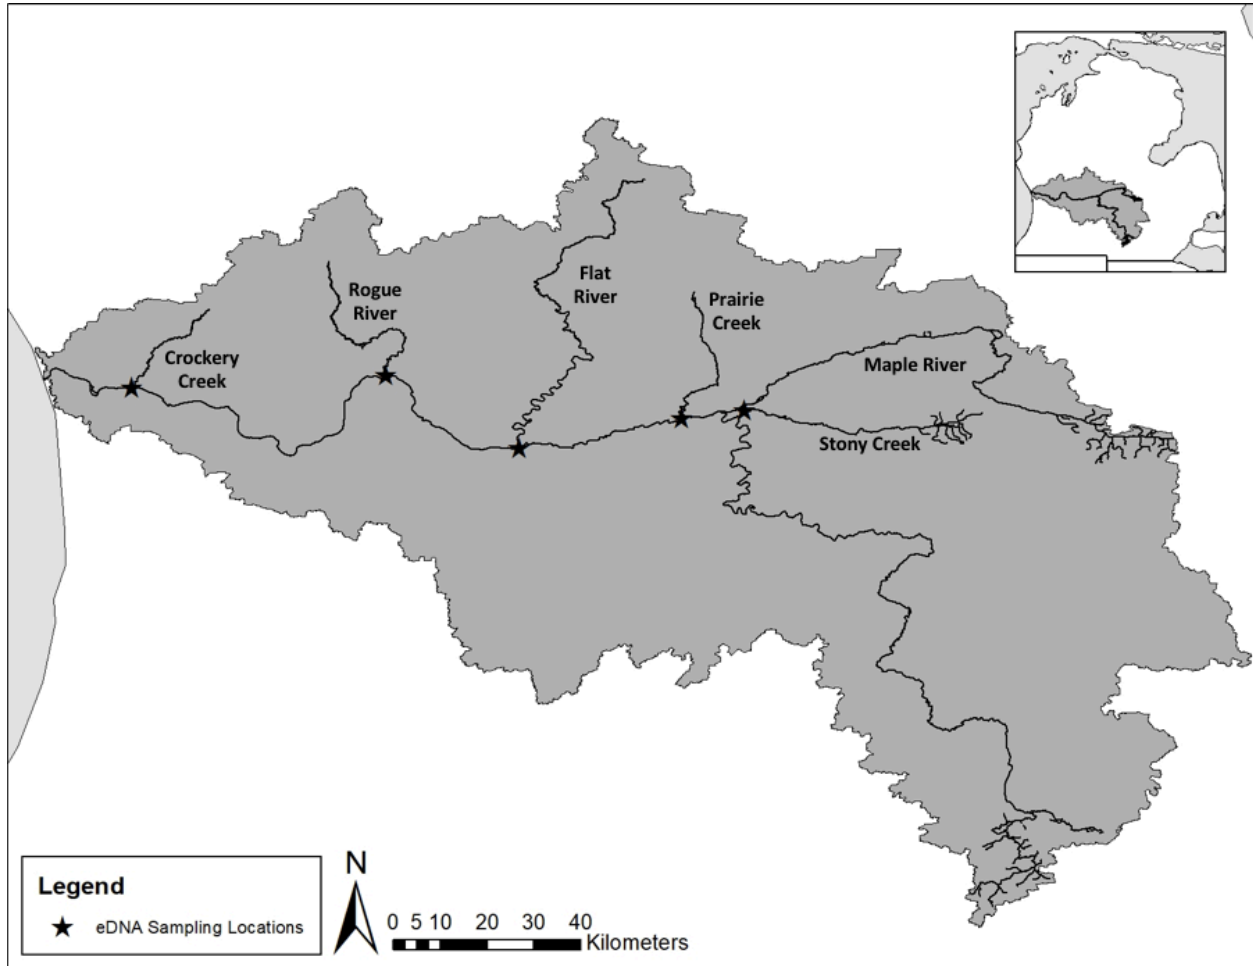 Flat
River
Rogue
River
Prairie
Creek
Crockery
Creek
Maple River
Stony Creek
Legend
eDNA Sampling Locations
N
0 5 10 20 30 40
Kilometers